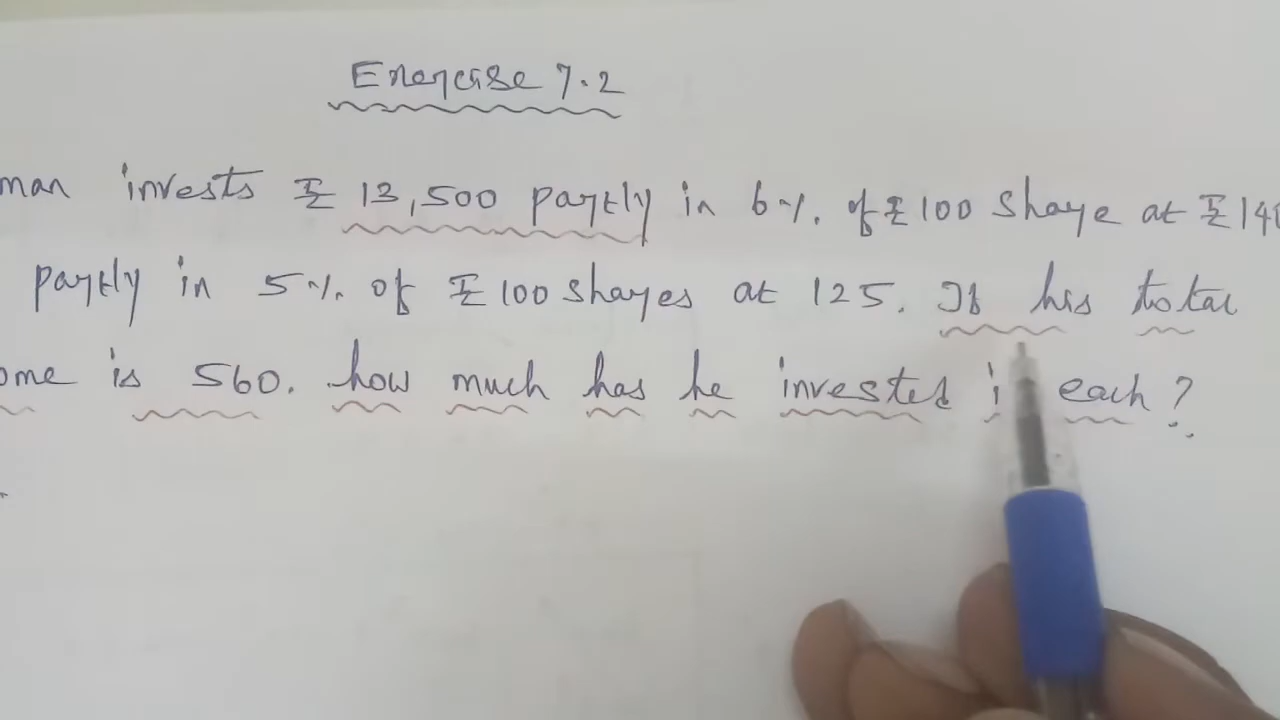 Exercise 7.2
man invests ₹ 13,500 partly in 6%. of ₹100 Share at ₹140
partly in 5%. of ₹100 shares at 125. If his total
ome is 560. how much has he invested i each?